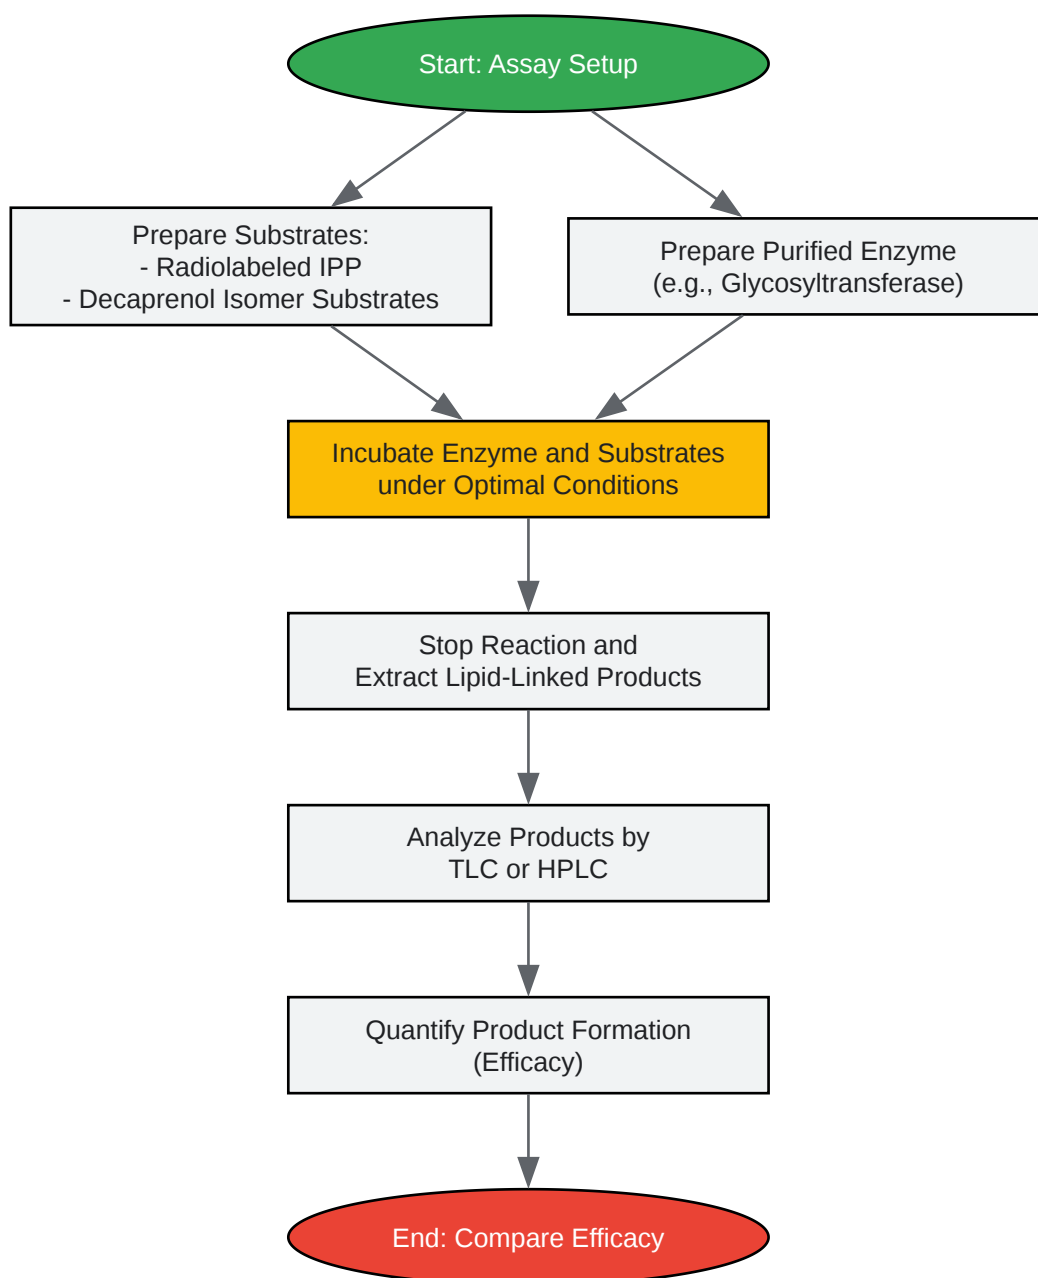 Start: Assay Setup
Prepare Substrates:
- Radiolabeled IPP
- Decaprenol Isomer Substrates
Prepare Purified Enzyme
(e.g., Glycosyltransferase)
Incubate Enzyme and Substrates
under Optimal Conditions
Stop Reaction and
Extract Lipid-Linked Products
Analyze Products by
TLC or HPLC
Quantify Product Formation
(Efficacy)
End: Compare Efficacy